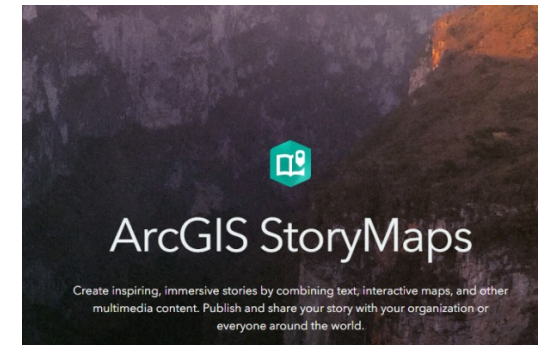 ArcGIS StoryMaps
Create inspiring, immersive stories by combining text, interactive maps, and other
multimedia content. Publish and share your story with your organization or
everyone around the world.